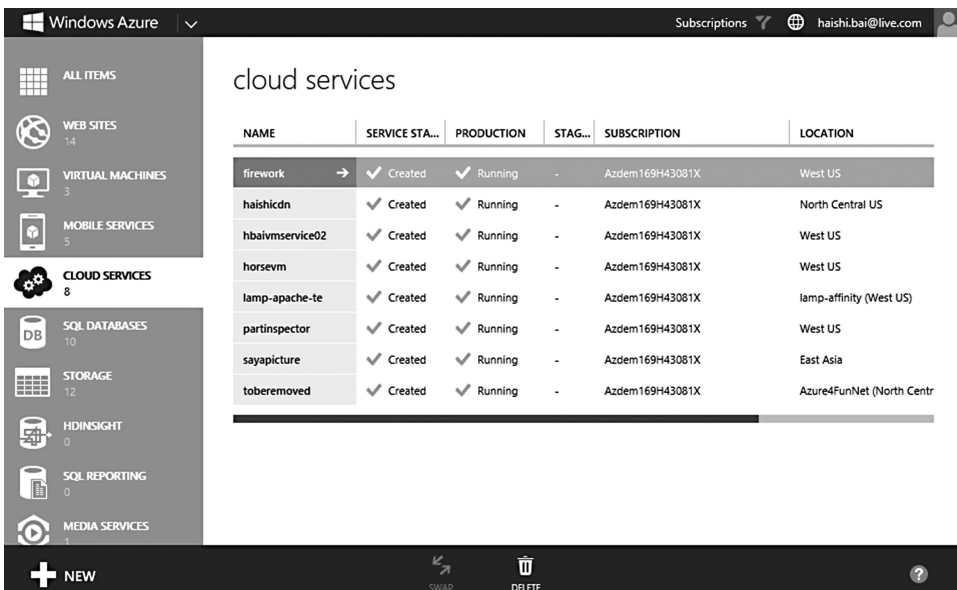 Windows Azure
Subscriptions haishi.bai@live.com
ALL ITEMS
WEB SITES
14
VIRTUAL MACHINES
3
MOBILE SERVICES
5
CLOUD SERVICES
8
SQL DATABASES
10
STORAGE
12
HDINSIGHT
0
SQL REPORTING
0
MEDIA SERVICES
1
cloud services
NAME SERVICE STA... PRODUCTION STAG... SUBSCRIPTION LOCATION
firework Created Running - Azdem169H43081X West US
haishicdn Created Running - Azdem169H43081X North Central US
hbaivmservice02 Created Running - Azdem169H43081X West US
horsevm Created Running - Azdem169H43081X West US
lamp-apache-te Created Running - Azdem169H43081X lamp-affinity (West US)
partinspector Created Running - Azdem169H43081X West US
sayapicture Created Running - Azdem169H43081X East Asia
toberemoved Created Running - Azdem169H43081X Azure4FunNet (North Centr
DB
NEW
SWAP
DELETE
?